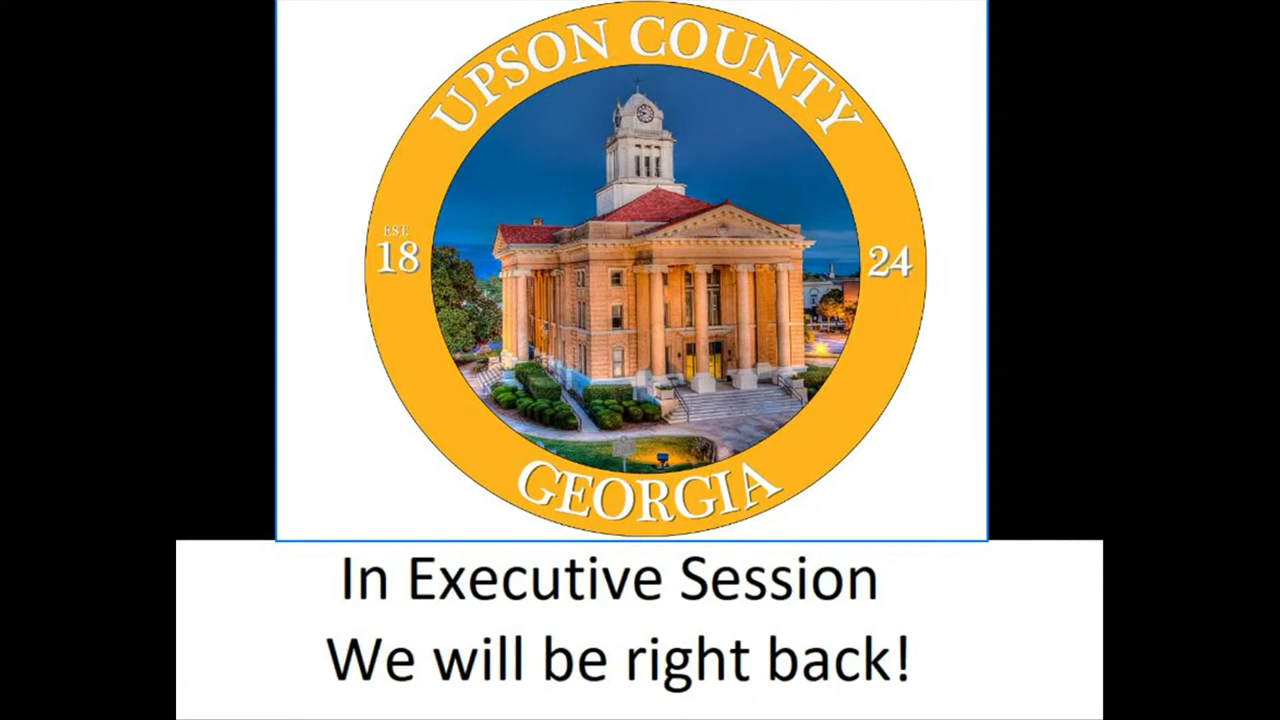 UPSON COUNTY
EST.
18 24
GEORGIA
In Executive Session
We will be right back!